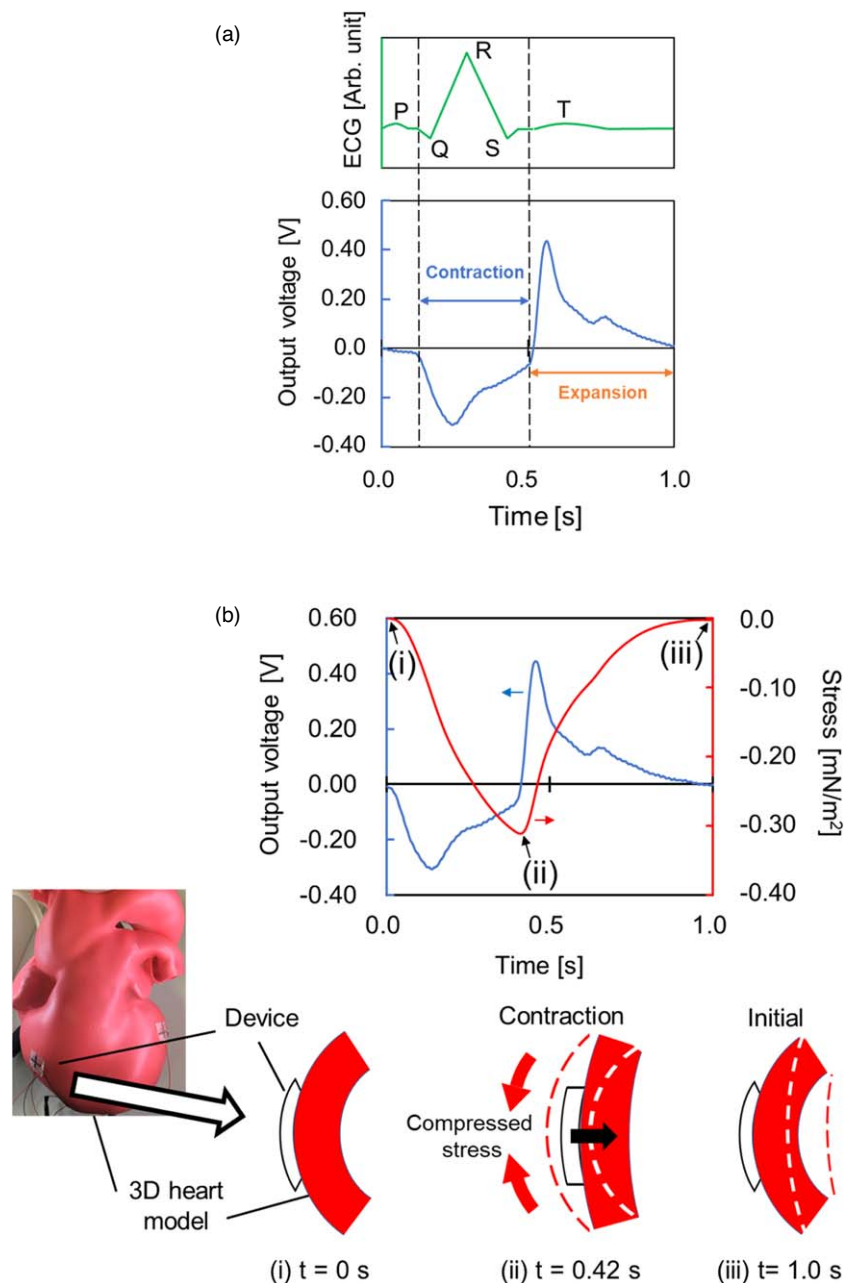 (a)
ECG [Arb. unit]
P
Q
R
S
T
Output voltage [V]
0.60
0.40
0.20
0.0
-0.20
-0.40
Contraction
Expansion
0.0
0.5
1.0
Time [s]
(b)
Output voltage [V]
0.60
0.40
0.20
0.00
-0.20
-0.40
(i)
(ii)
(iii)
0.0
-0.10
-0.20
-0.30
-0.40
Stress [mN/m²]
0.0
0.5
1.0
Time [s]
Device
3D heart
model
Contraction
Compressed
stress
Initial
(i) t = 0 s
(ii) t = 0.42 s
(iii) t= 1.0 s